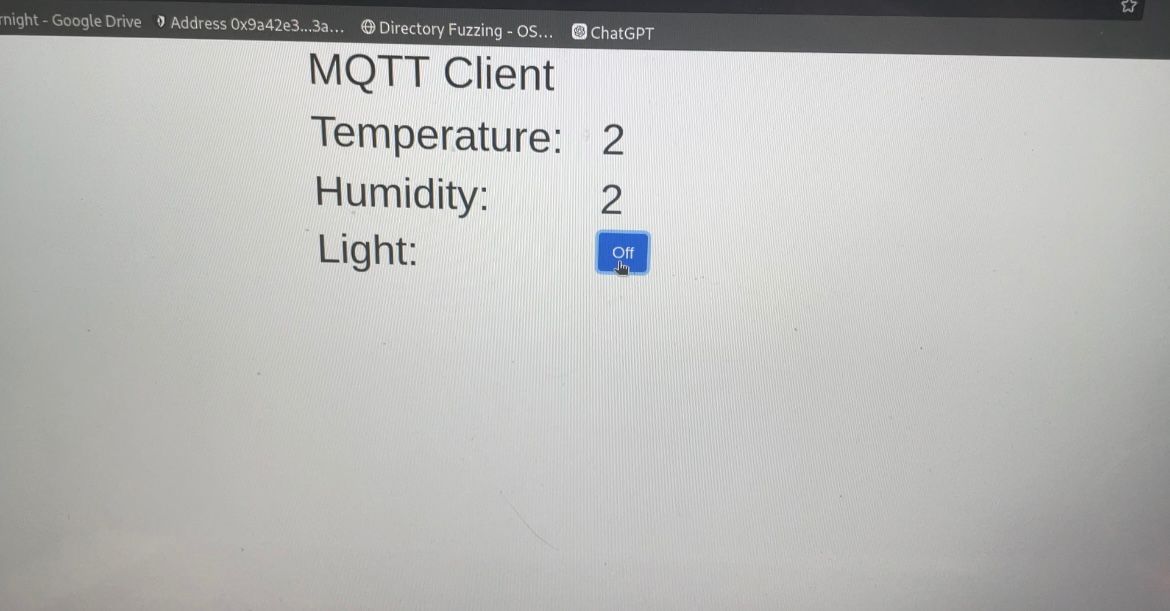 rnight - Google Drive Address 0x9a42e3...3a... Directory Fuzzing - OS... ChatGPT
MQTT Client
Temperature: 2
Humidity: 2
Light: Off